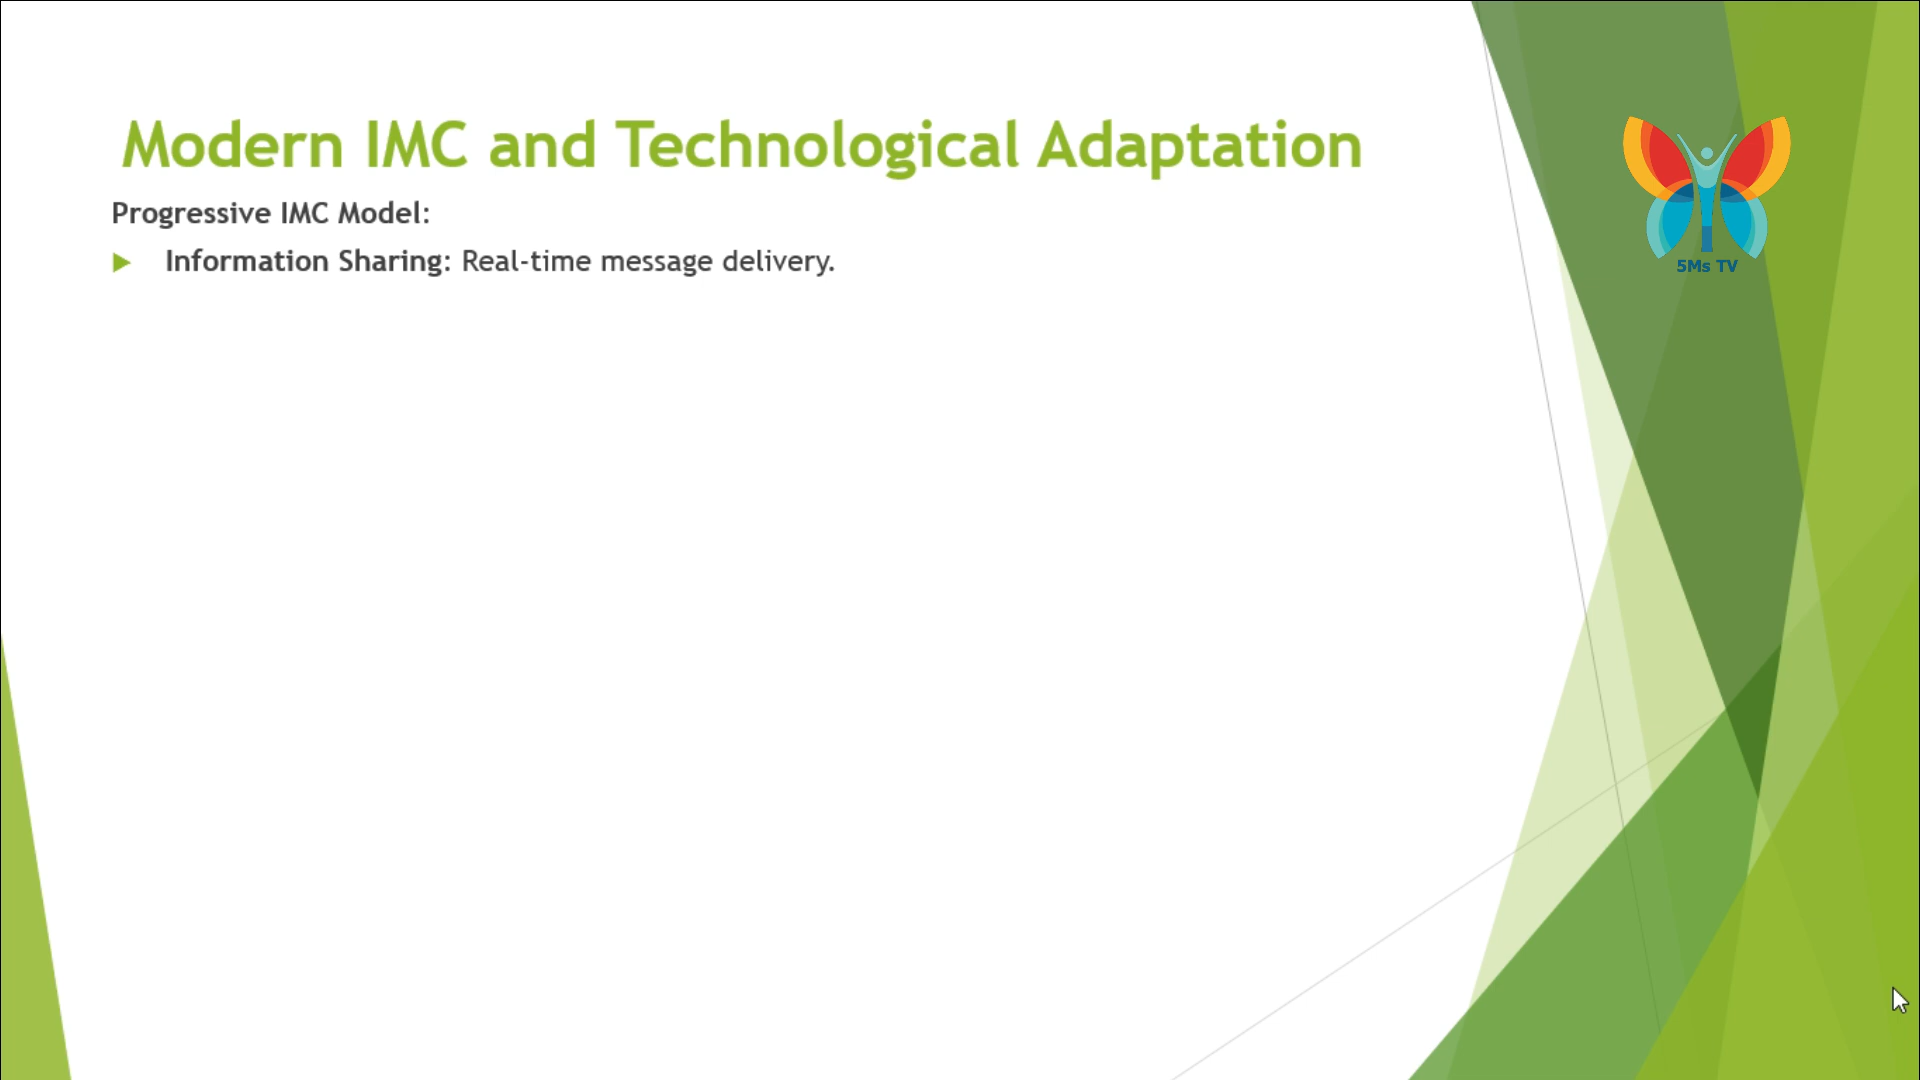 Modern IMC and Technological Adaptation
Progressive IMC Model:
Information Sharing: Real-time message delivery.
5Ms TV